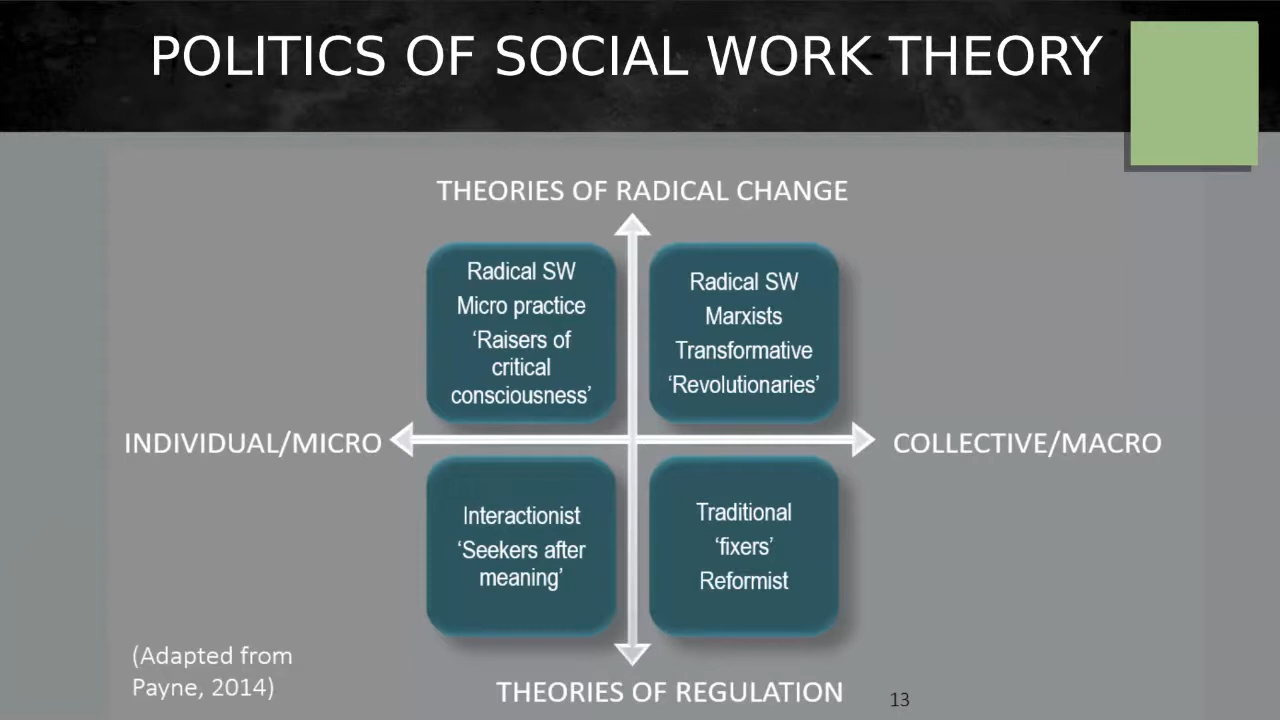 POLITICS OF SOCIAL WORK THEORY
THEORIES OF RADICAL CHANGE
Radical SW
Micro practice
‘Raisers of
critical
consciousness’
Radical SW
Marxists
Transformative
‘Revolutionaries’
INDIVIDUAL/MICRO
COLLECTIVE/MACRO
Interactionist
‘Seekers after
meaning’
Traditional
‘fixers’
Reformist
(Adapted from
Payne, 2014)
THEORIES OF REGULATION
13